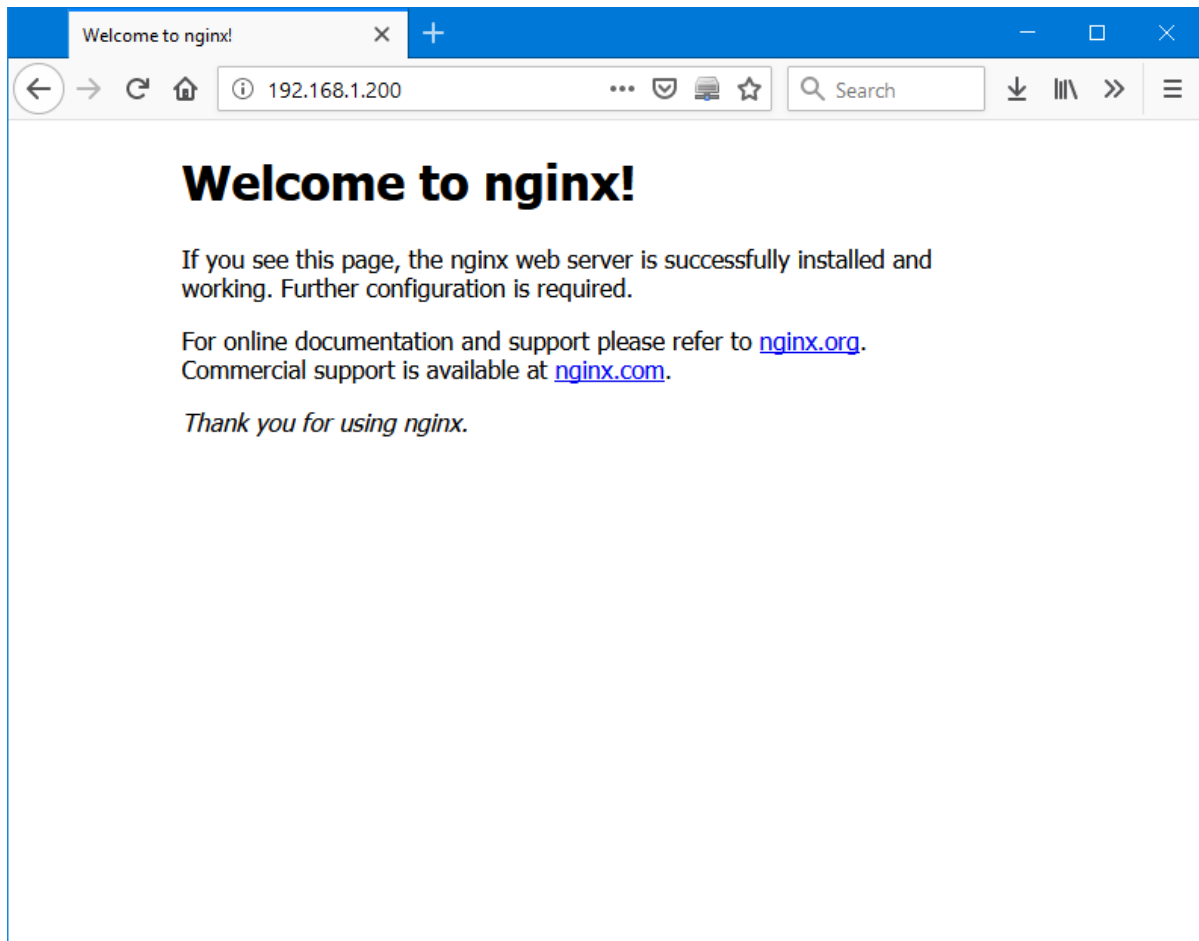 Welcome to nginx!
192.168.1.200
Search
Welcome to nginx!
If you see this page, the nginx web server is successfully installed and
working. Further configuration is required.
For online documentation and support please refer to nginx.org.
Commercial support is available at nginx.com.
Thank you for using nginx.